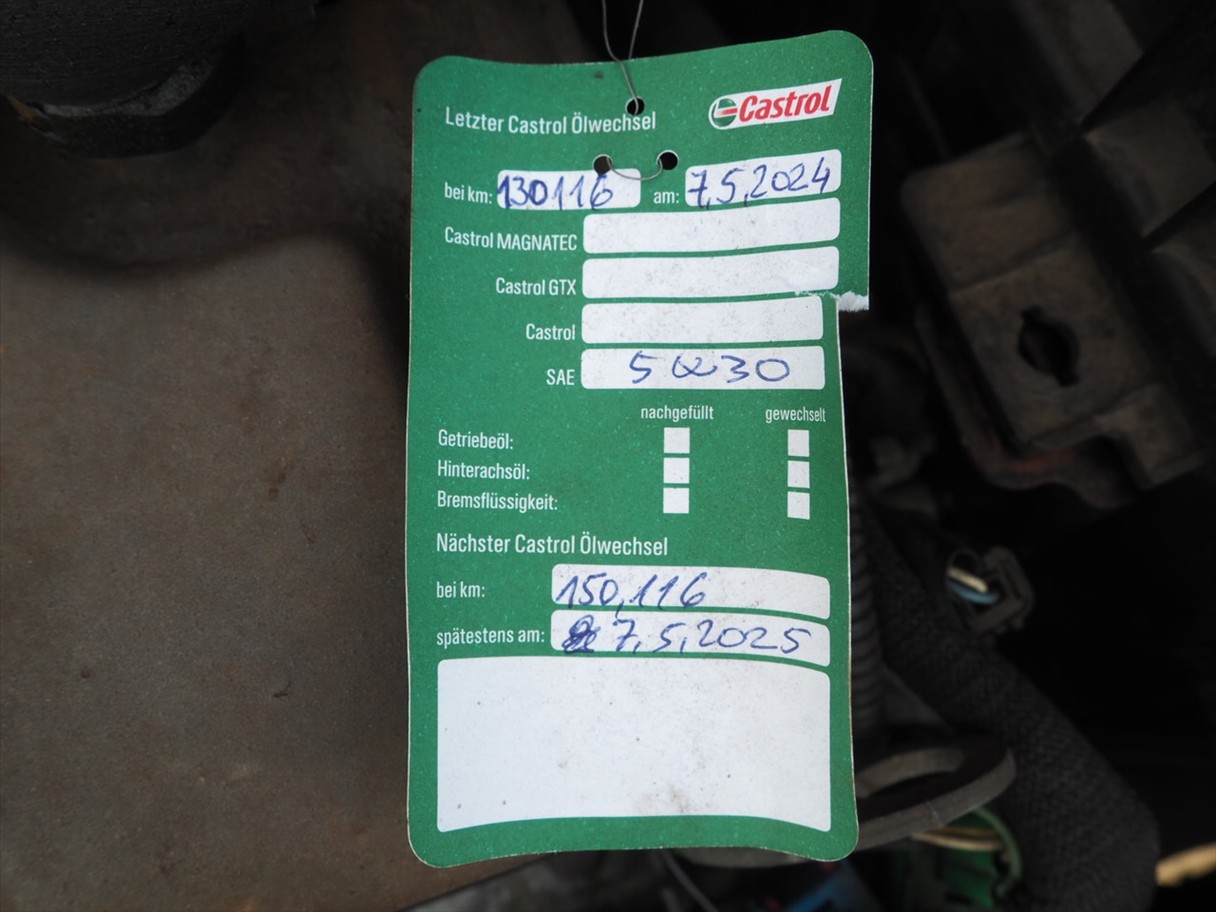 Castrol
Letzter Castrol Ölwechsel
bei km: 130116 am: 7,5,2024
Castrol MAGNATEC
Castrol GTX
Castrol
SAE 5W30
nachgefüllt gewechselt
Getriebeöl:
Hinterachsöl:
Bremsflüssigkeit:
Nächster Castrol Ölwechsel
bei km: 150,116
spätestens am: 7,5,2025